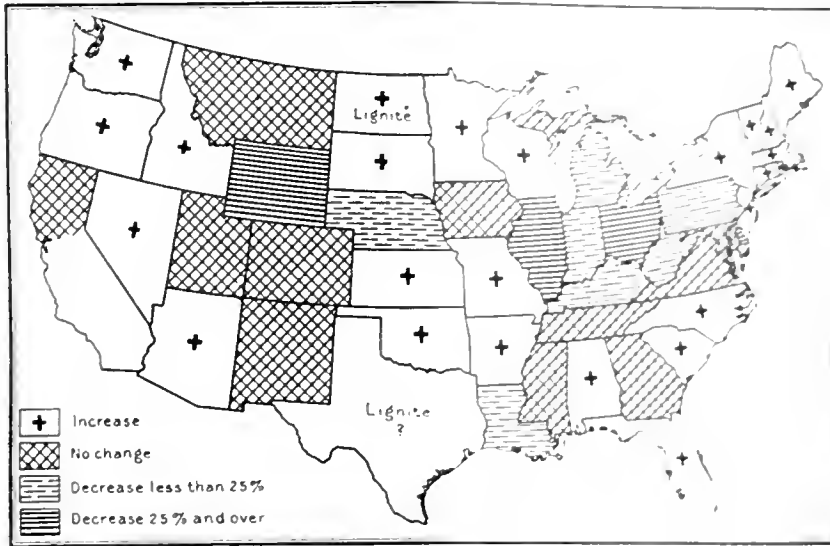 Lignite
Lignite
?
Increase
No change
Decrease less than 25%
Decrease 25% and over